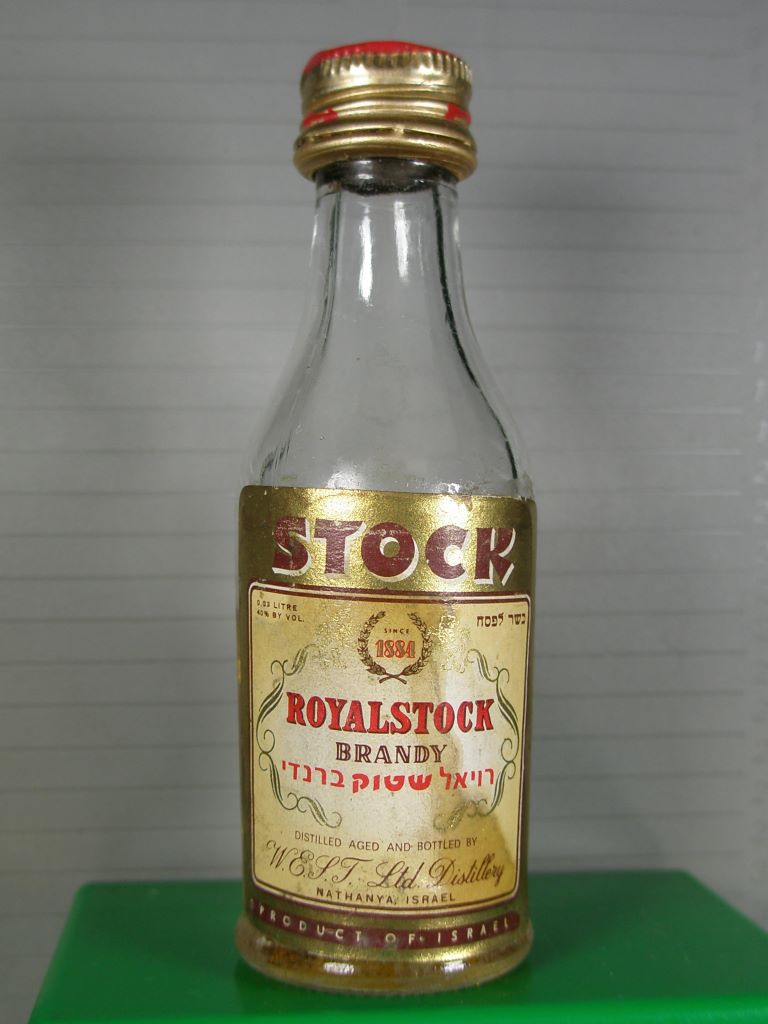 STOCK
0,03 LITRE
40% BY VOL.
כשר לפסח
SINCE
1884
ROYALSTOCK
BRANDY
רויאל שטוק ברנדי
DISTILLED AGED AND BOTTLED BY
W.E.S.T. Ltd. Distillery
NATHANYA, ISRAEL
PRODUCT OF ISRAEL